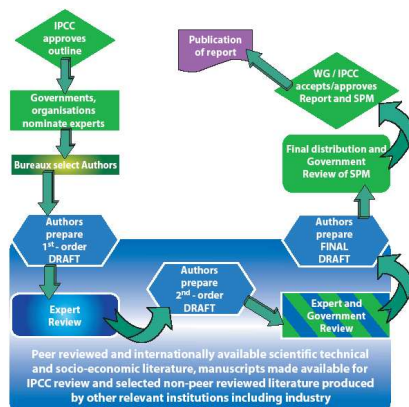 IPCC
approves
outline
Governments,
organisations
nominate experts
Bureaux select Authors
Authors
prepare
1st - order
DRAFT
Expert
Review
Authors
prepare
2nd - order
DRAFT
Expert and
Government
Review
Authors
prepare
FINAL
DRAFT
Final distribution and
Government
Review of SPM
WG / IPCC
accepts/approves
Report and SPM
Publication
of report
Peer reviewed and internationally available scientific technical
and socio-economic literature, manuscripts made available for
IPCC review and selected non-peer reviewed literature produced
by other relevant institutions including industry